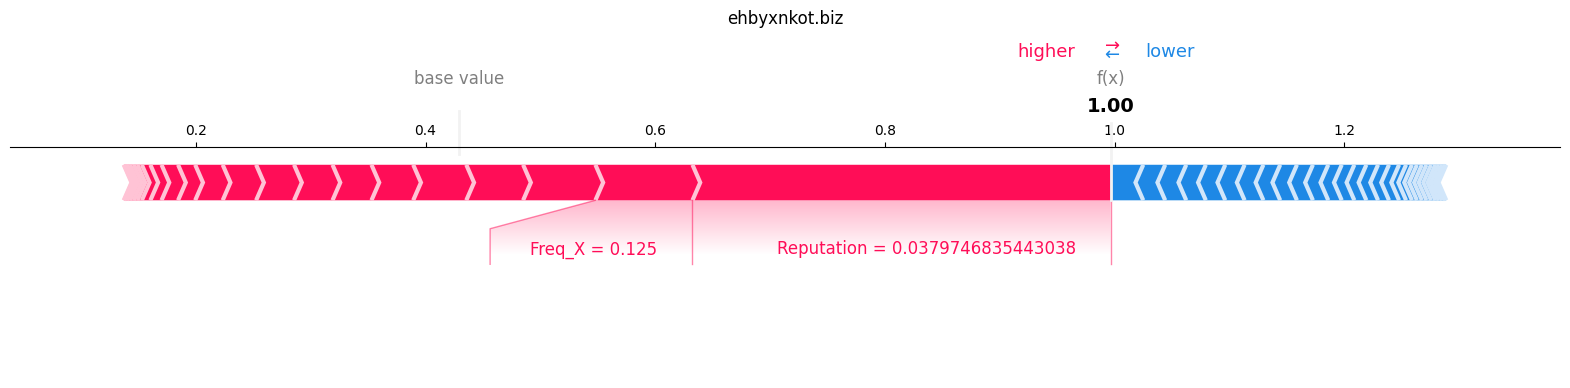 ehbyxnkot.biz
higher → ← lower
base value f(x)
1.00
0.2 0.4 0.6 0.8 1.0 1.2
Freq_X = 0.125 Reputation = 0.0379746835443038